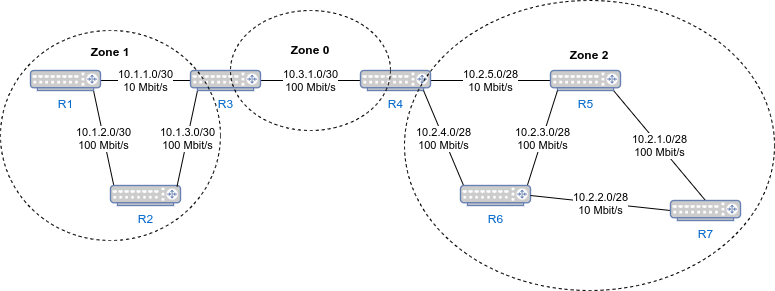 Zone 1
Zone 0
Zone 2
10.1.1.0/30
10 Mbit/s
10.3.1.0/30
100 Mbit/s
10.2.5.0/28
10 Mbit/s
R1
R3
R4
R5
10.1.2.0/30
100 Mbit/s
10.1.3.0/30
100 Mbit/s
10.2.4.0/28
100 Mbit/s
10.2.3.0/28
100 Mbit/s
10.2.1.0/28
100 Mbit/s
R2
R6
10.2.2.0/28
10 Mbit/s
R7